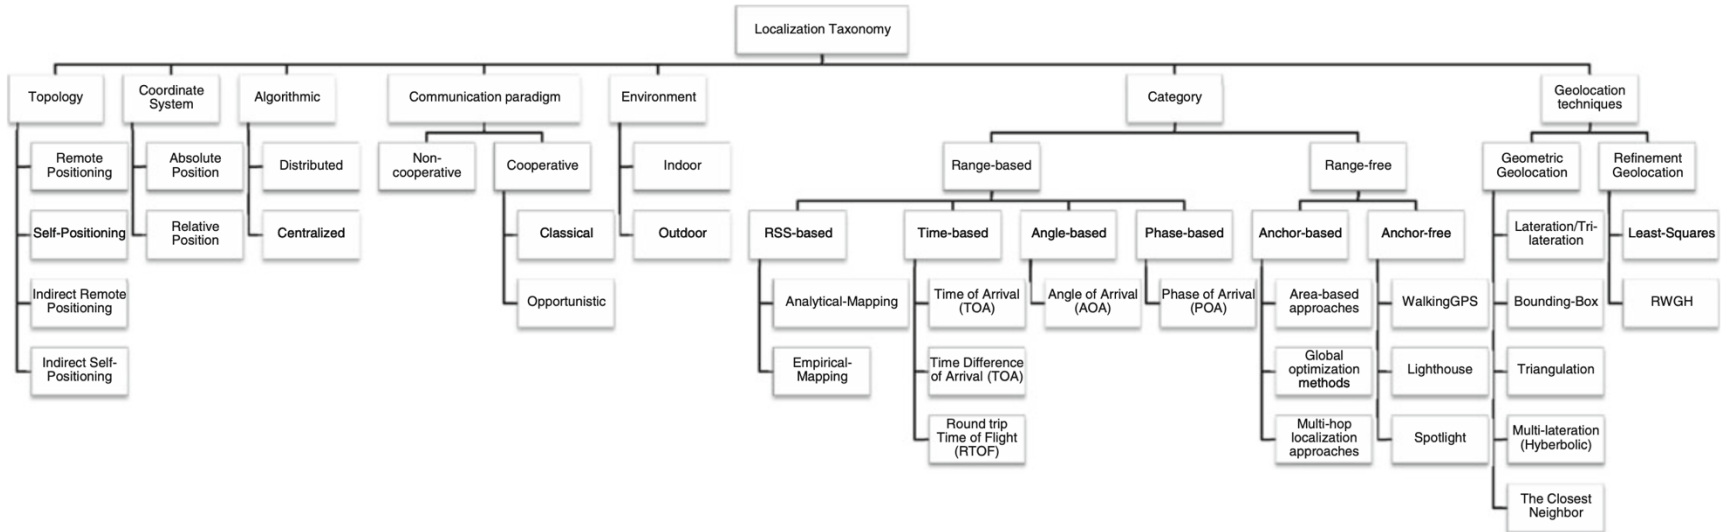 Localization Taxonomy
Topology
Coordinate
System
Algorithmic
Communication paradigm
Environment
Category
Geolocation
techniques
Remote
Positioning
Self-Positioning
Indirect Remote
Positioning
Indirect Self-
Positioning
Absolute
Position
Relative
Position
Distributed
Centralized
Non-
cooperative
Cooperative
Classical
Opportunistic
Indoor
Outdoor
Range-based
RSS-based
Analytical-Mapping
Empirical-
Mapping
Time-based
Time of Arrival
(TOA)
Time Difference
of Arrival (TOA)
Round trip
Time of Flight
(RTOF)
Angle-based
Angle of Arrival
(AOA)
Phase-based
Phase of Arrival
(POA)
Range-free
Anchor-based
Area-based
approaches
Global
optimization
methods
Multi-hop
localization
approaches
Anchor-free
WalkingGPS
Lighthouse
Spotlight
Geometric
Geolocation
Lateration/Tri-
lateration
Bounding-Box
Triangulation
Multi-lateration
(Hyberbolic)
The Closest
Neighbor
Refinement
Geolocation
Least-Squares
RWGH